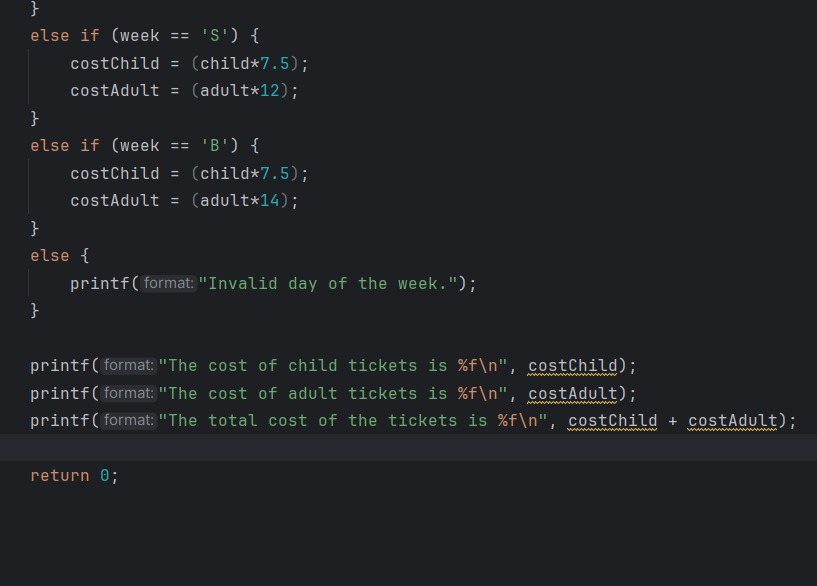 }
else if (week == 'S') {
costChild = (child*7.5);
costAdult = (adult*12);
}
else if (week == 'B') {
costChild = (child*7.5);
costAdult = (adult*14);
}
else {
printf( format: "Invalid day of the week.");
}
printf( format: "The cost of child tickets is %f\n", costChild);
printf( format: "The cost of adult tickets is %f\n", costAdult);
printf( format: "The total cost of the tickets is %f\n", costChild + costAdult);
return 0;